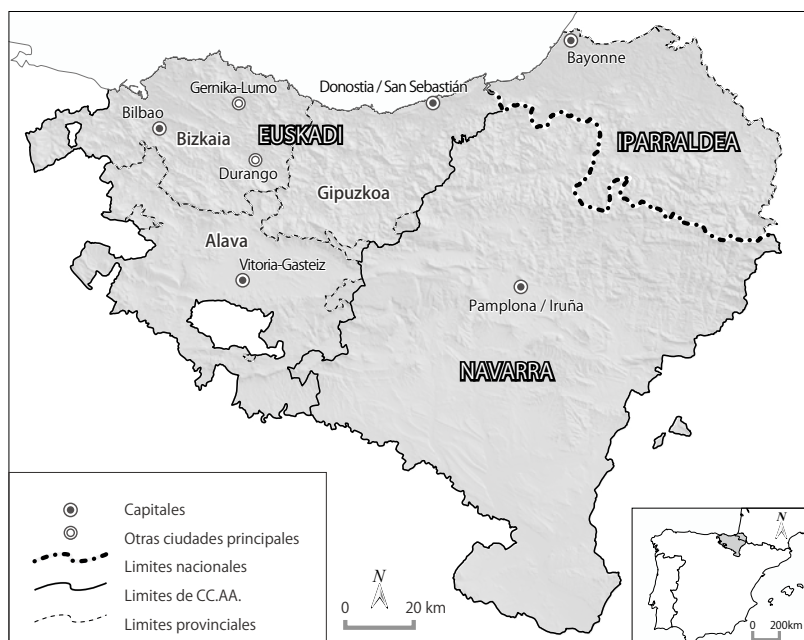 Bayonne
Gernika-Lumo
Donostia / San Sebastián
Bilbao
Bizkaia
EUSKADI
IPARRALDEA
Durango
Gipuzkoa
Alava
Vitoria-Gasteiz
Pamplona / Iruña
NAVARRA
Capitales
Otras ciudades principales
Limites nacionales
Limites de CC.AA.
Limites provinciales
N
0 20 km
N
0 200km